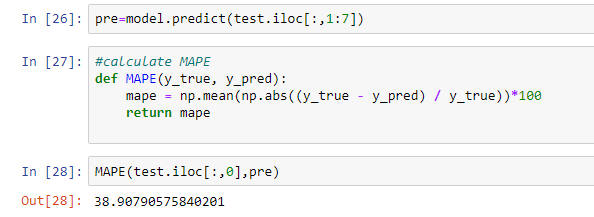 In [26]: pre=model.predict(test.iloc[:,1:7])
In [27]: #calculate MAPE
def MAPE(y_true, y_pred):
    mape = np.mean(np.abs((y_true - y_pred) / y_true))*100
    return mape
In [28]: MAPE(test.iloc[:,0],pre)
Out[28]: 38.90790575840201